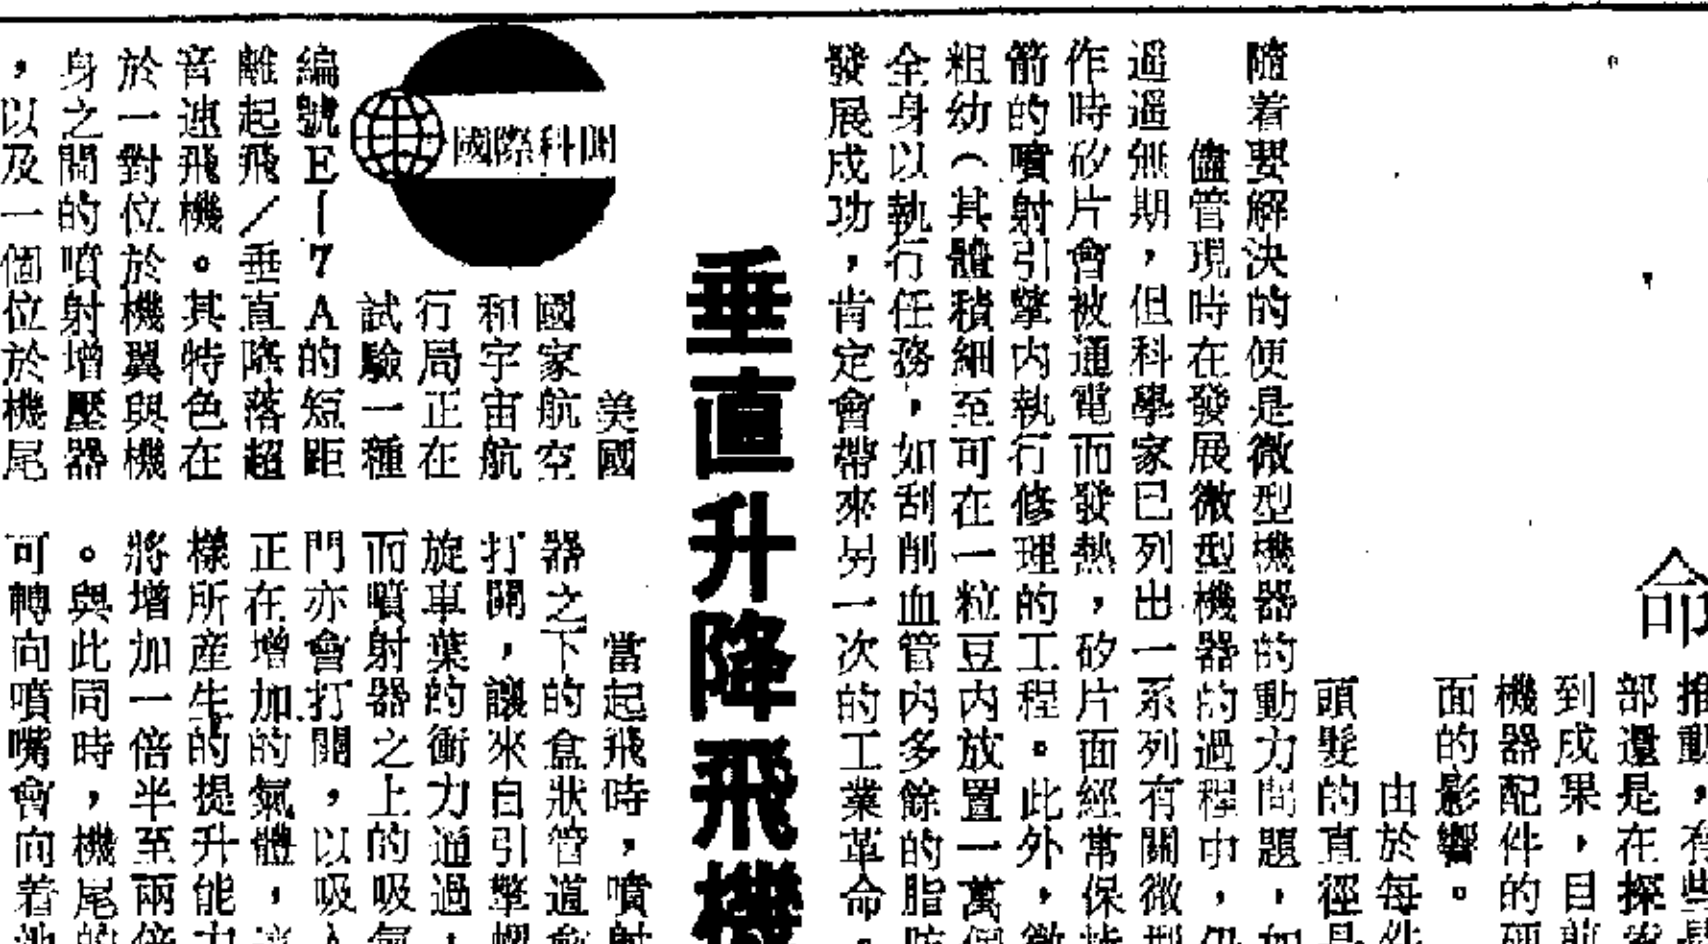 命
推動，有些
部還是在探
到成果，目前
機器配件的研
面的影響。
由於每件
頭髮的直徑是
隨着要解決的便是微型機器的動力問題，如
儘管現時在發展微型機器的過程中，仍
遥遥無期，但科學家已列出一系列有關微型
作時矽片會被通電而發熱，矽片面經常保持
箭的噴射引擎內執行修理的工程。此外，微
粗幼（其體積細至可在一粒豆內放置一萬個
全身以執行任務，如刮削血管內多餘的脂肪
發展成功，肯定會帶來另一次的工業革命。
垂直升降飛機
國際科
美國
國家航空
和宇宙航
行局正在
試驗一種
編號E－7A的短距
離起飛／垂直降落超
音速飛機。其特色在
於一對位於機翼與機
身之間的噴射增壓器
，以及一個位於機尾
當起飛時，噴射
器之下的盒狀管道會
打開，讓來自引擎螺
旋車葉的衝力通過，
而噴射器之上的吸氣
門亦會打開，以吸入
正在增加的氣體，這
樣所產生的提升能力
將增加一倍半至兩倍
。與此同時，機尾的
可轉向噴嘴會向着地